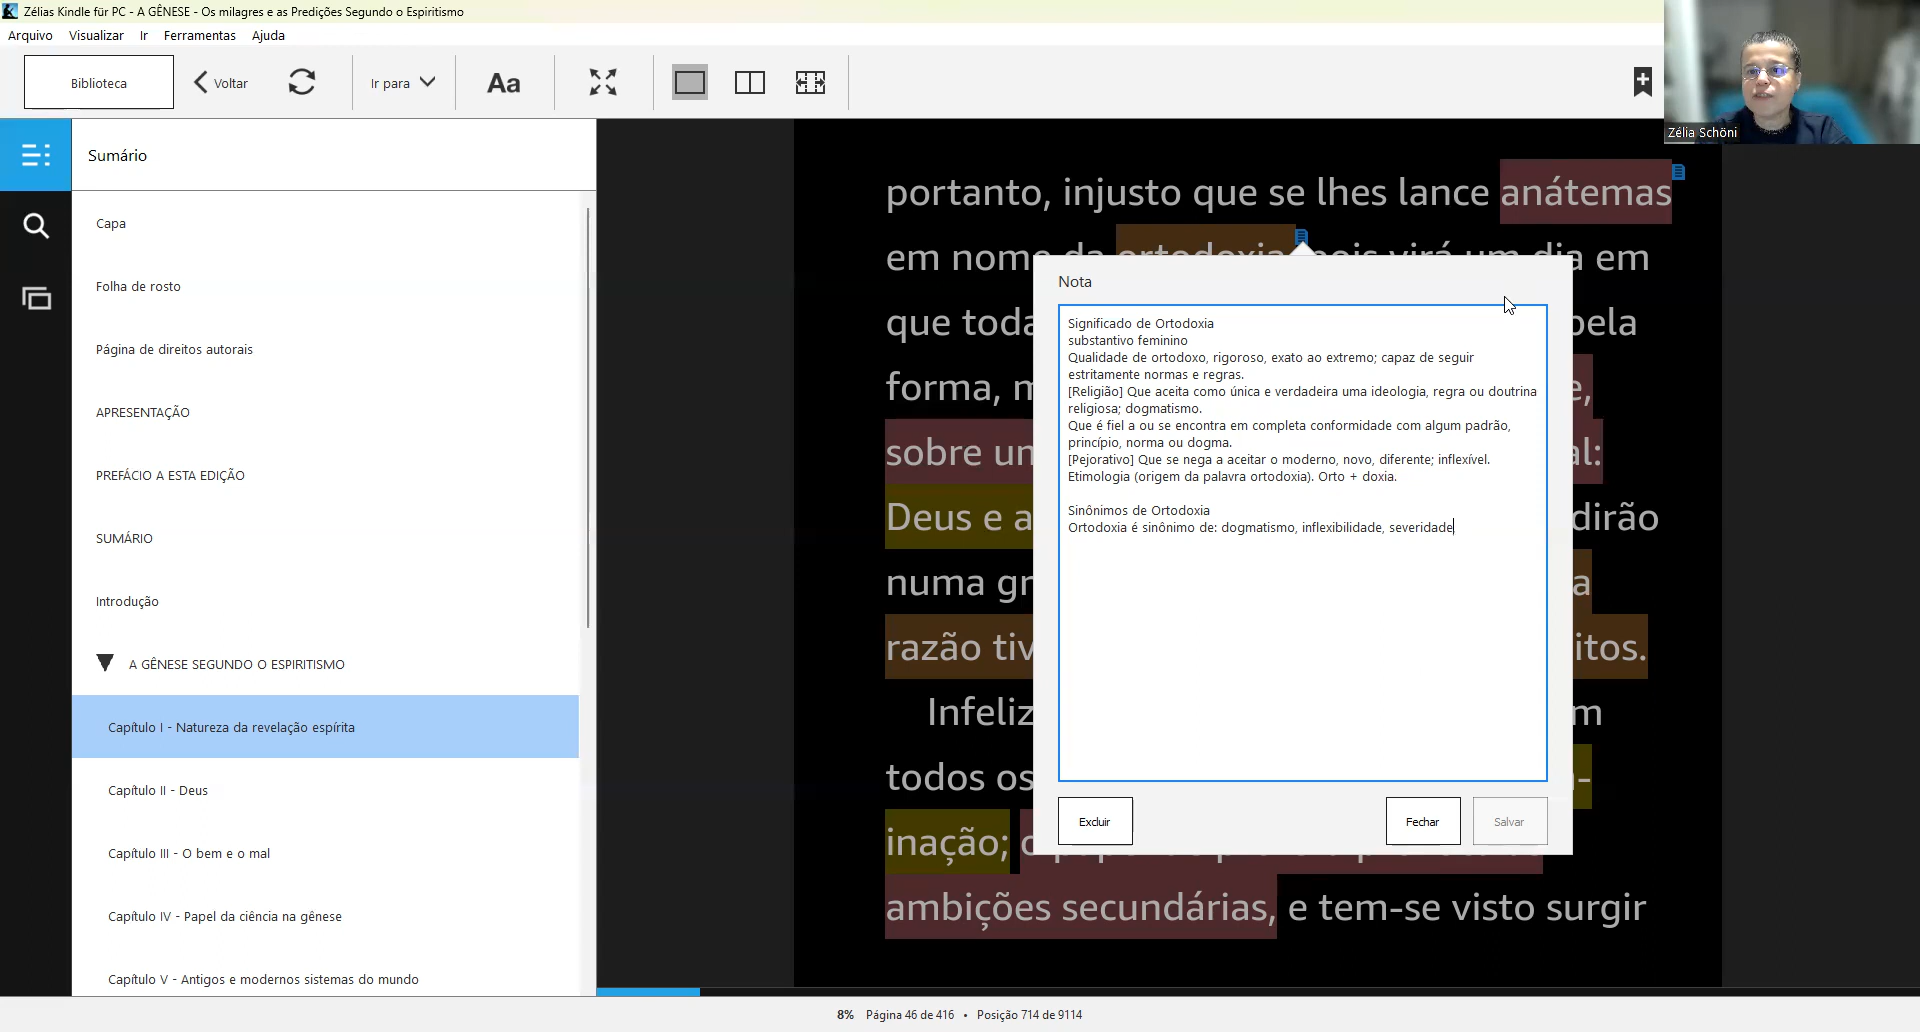 Zélias Kindle für PC - A GÊNESE - Os milagres e as Predições Segundo o Espiritismo
Arquivo Visualizar Ir Ferramentas Ajuda
Biblioteca Voltar Ir para Aa
Zélia Schöni
Sumário
Capa
Folha de rosto
Página de direitos autorais
APRESENTAÇÃO
PREFÁCIO A ESTA EDIÇÃO
SUMÁRIO
Introdução
A GÊNESE SEGUNDO O ESPIRITISMO
Capítulo I - Natureza da revelação espírita
Capítulo II - Deus
Capítulo III - O bem e o mal
Capítulo IV - Papel da ciência na gênese
Capítulo V - Antigos e modernos sistemas do mundo
portanto, injusto que se lhes lance anátemas
em nome da ortodoxia, pois virá um dia em
que toda pela
forma, m e,
sobre un al:
Deus e a dirão
numa gr a
razão tiv itos.
Infeliz m
todos os -
inação; o
ambições secundárias, e tem-se visto surgir
Nota
Significado de Ortodoxia
substantivo feminino
Qualidade de ortodoxo, rigoroso, exato ao extremo; capaz de seguir
estritamente normas e regras.
[Religião] Que aceita como única e verdadeira uma ideologia, regra ou doutrina
religiosa; dogmatismo.
Que é fiel a ou se encontra em completa conformidade com algum padrão,
princípio, norma ou dogma.
[Pejorativo] Que se nega a aceitar o moderno, novo, diferente; inflexível.
Etimologia (origem da palavra ortodoxia). Orto + doxia.
Sinônimos de Ortodoxia
Ortodoxia é sinônimo de: dogmatismo, inflexibilidade, severidade
Excluir Fechar Salvar
8% Página 46 de 416 • Posição 714 de 9114